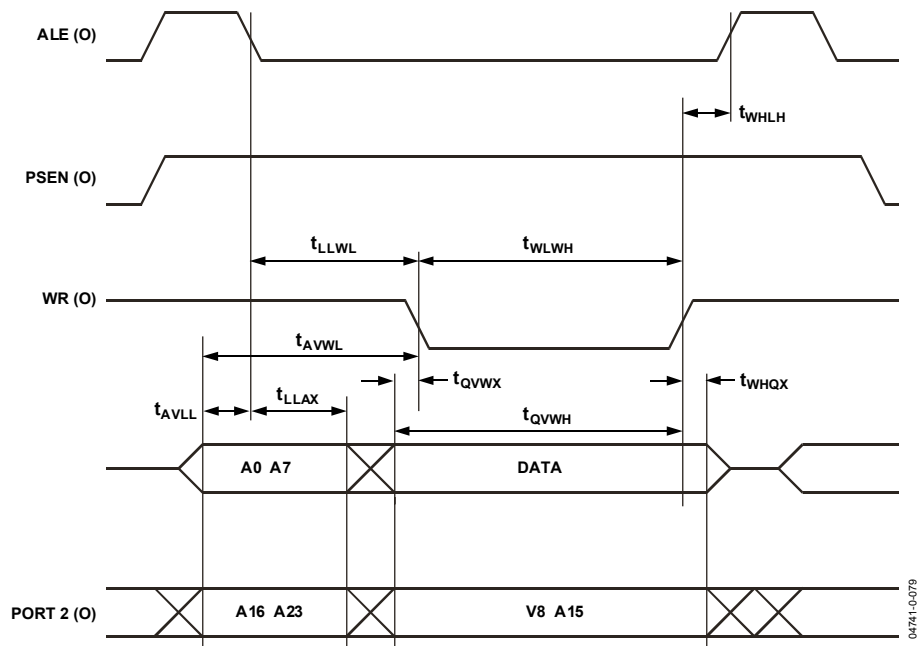 ALE (O)
tWHLH
PSEN (O)
tLLWL
tWLWH
WR (O)
tAVWL
tQVWX
tWHQX
tAVLL
tLLAX
tQVWH
A0 A7
DATA
PORT 2 (O)
A16 A23
V8 A15
04741-0-079